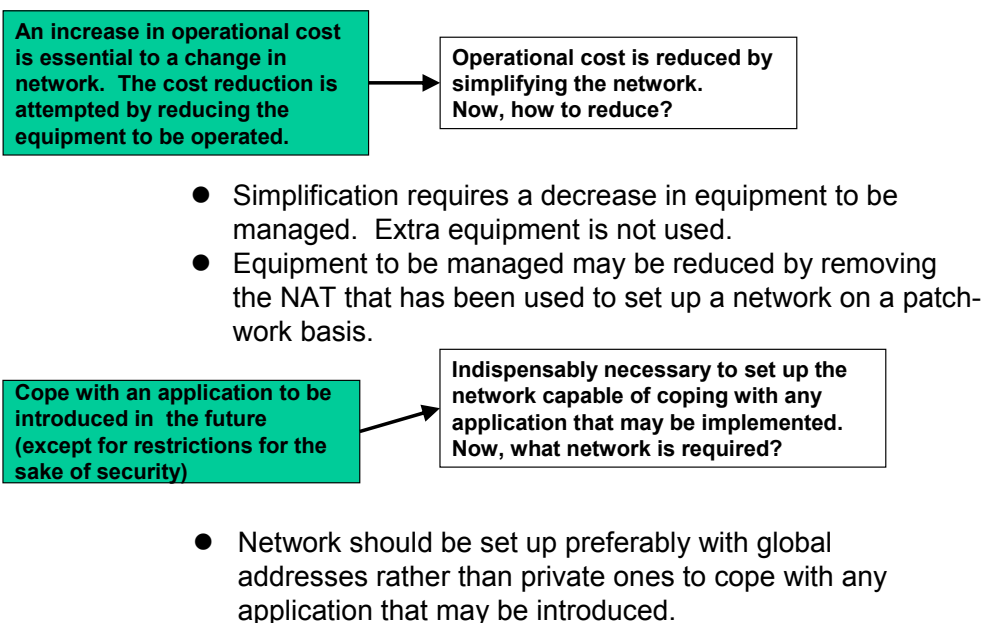 An increase in operational cost
is essential to a change in
network.  The cost reduction is
attempted by reducing the
equipment to be operated.
Operational cost is reduced by
simplifying the network.
Now, how to reduce?
● Simplification requires a decrease in equipment to be
managed.  Extra equipment is not used.
● Equipment to be managed may be reduced by removing
the NAT that has been used to set up a network on a patch-
work basis.
Cope with an application to be
introduced in  the future
(except for restrictions for the
sake of security)
Indispensably necessary to set up the
network capable of coping with any
application that may be implemented.
Now, what network is required?
● Network should be set up preferably with global
addresses rather than private ones to cope with any
application that may be introduced.